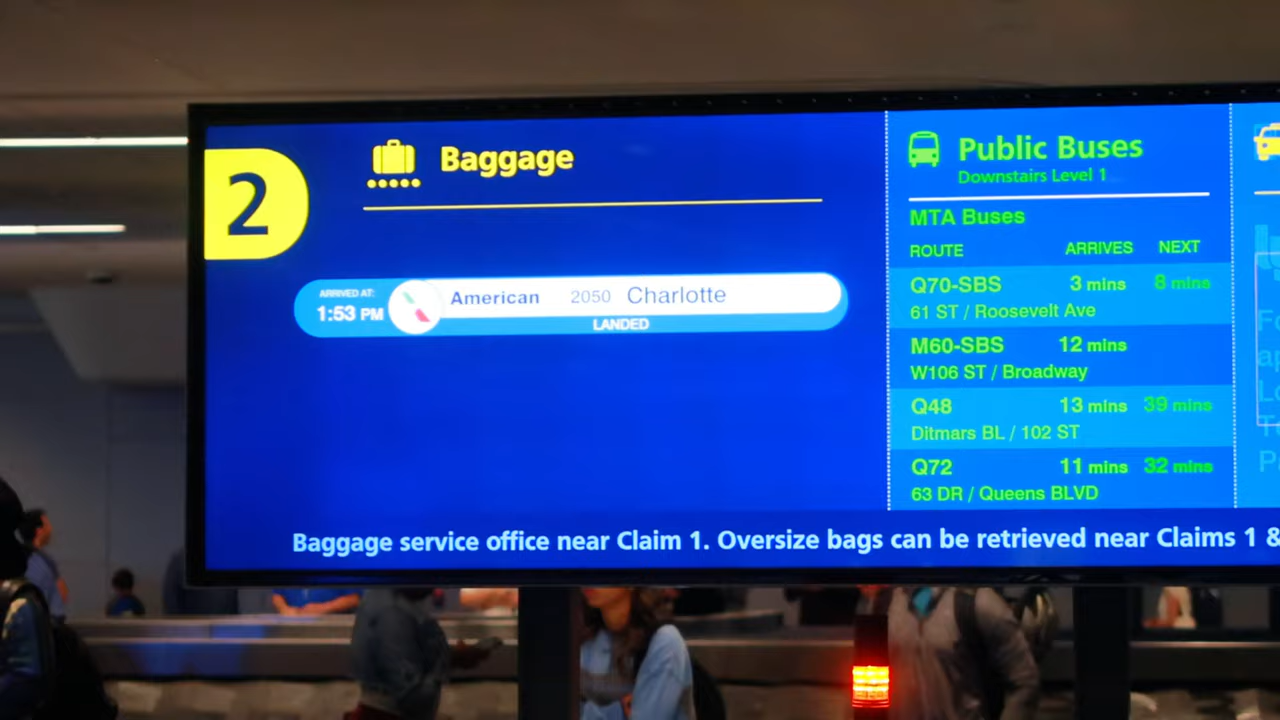 2
Baggage
ARRIVED AT:
1:53 PM
American 2050 Charlotte
LANDED
Public Buses
Downstairs Level 1
MTA Buses
ROUTE ARRIVES NEXT
Q70-SBS 3 mins 8 mins
61 ST / Roosevelt Ave
M60-SBS 12 mins
W106 ST / Broadway
Q48 13 mins 39 mins
Ditmars BL / 102 ST
Q72 11 mins 32 mins
63 DR / Queens BLVD
Baggage service office near Claim 1. Oversize bags can be retrieved near Claims 1 &